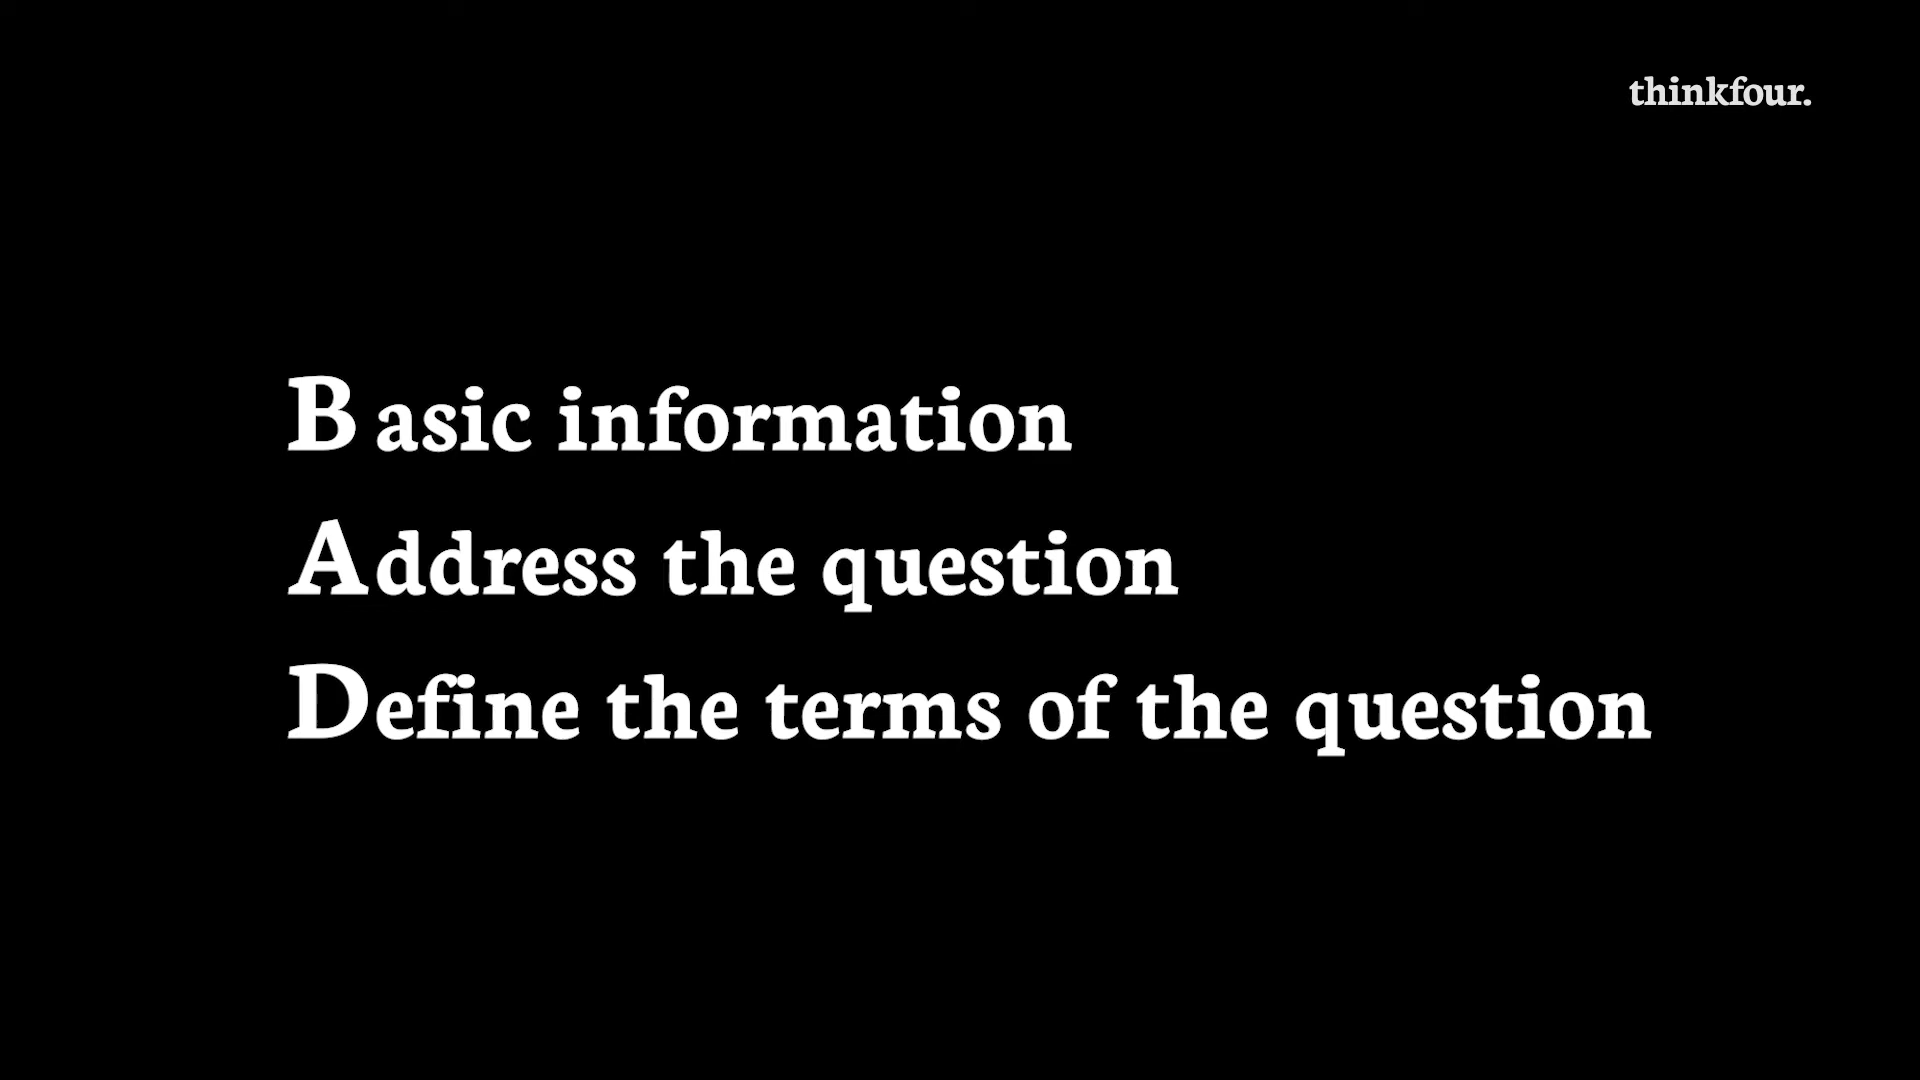 thinkfour.
Basic information
Address the question
Define the terms of the question